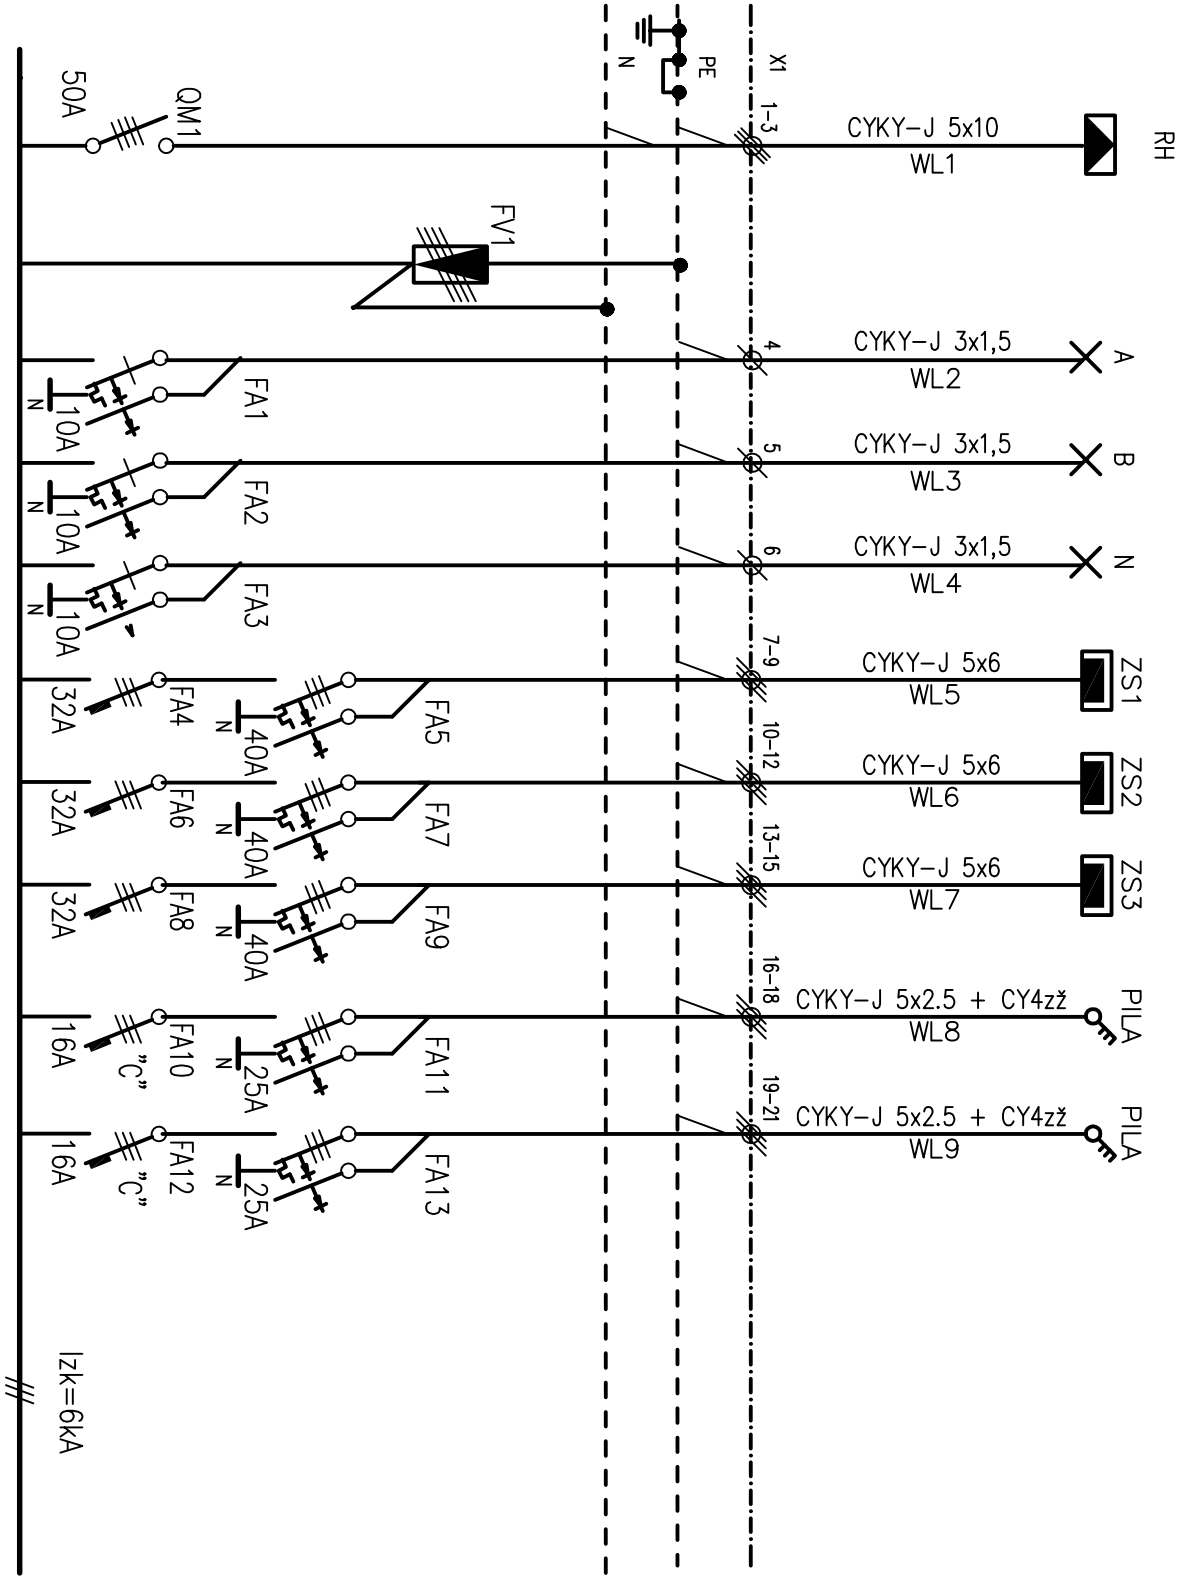 X1
PE
N
RH
1-3
CYKY-J 5x10
WL1
QM1
50A
FV1
A
4
CYKY-J 3x1,5
WL2
FA1
10A
N
B
5
CYKY-J 3x1,5
WL3
FA2
10A
N
N
6
CYKY-J 3x1,5
WL4
FA3
10A
N
ZS1
7-9
CYKY-J 5x6
WL5
FA5
40A
N
FA4
32A
ZS2
10-12
CYKY-J 5x6
WL6
FA7
40A
N
FA6
32A
ZS3
13-15
CYKY-J 5x6
WL7
FA9
40A
N
FA8
32A
PILA
16-18
CYKY-J 5x2.5 + CY4zž
WL8
FA11
25A
N
FA10
"C"
16A
PILA
19-21
CYKY-J 5x2.5 + CY4zž
WL9
FA13
25A
N
FA12
"C"
16A
Izk=6kA